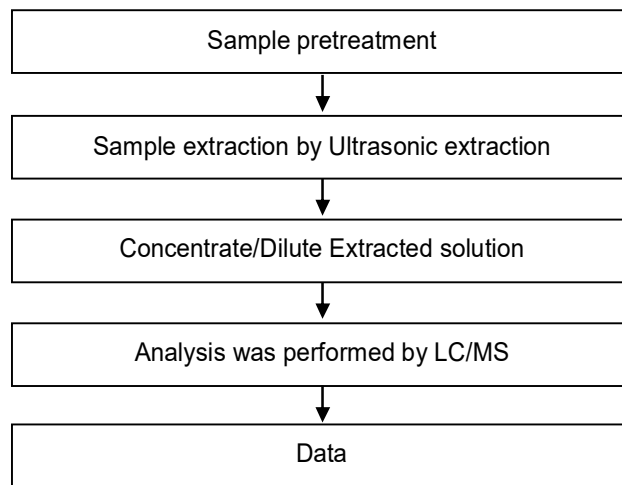 Sample pretreatment
Sample extraction by Ultrasonic extraction
Concentrate/Dilute Extracted solution
Analysis was performed by LC/MS
Data